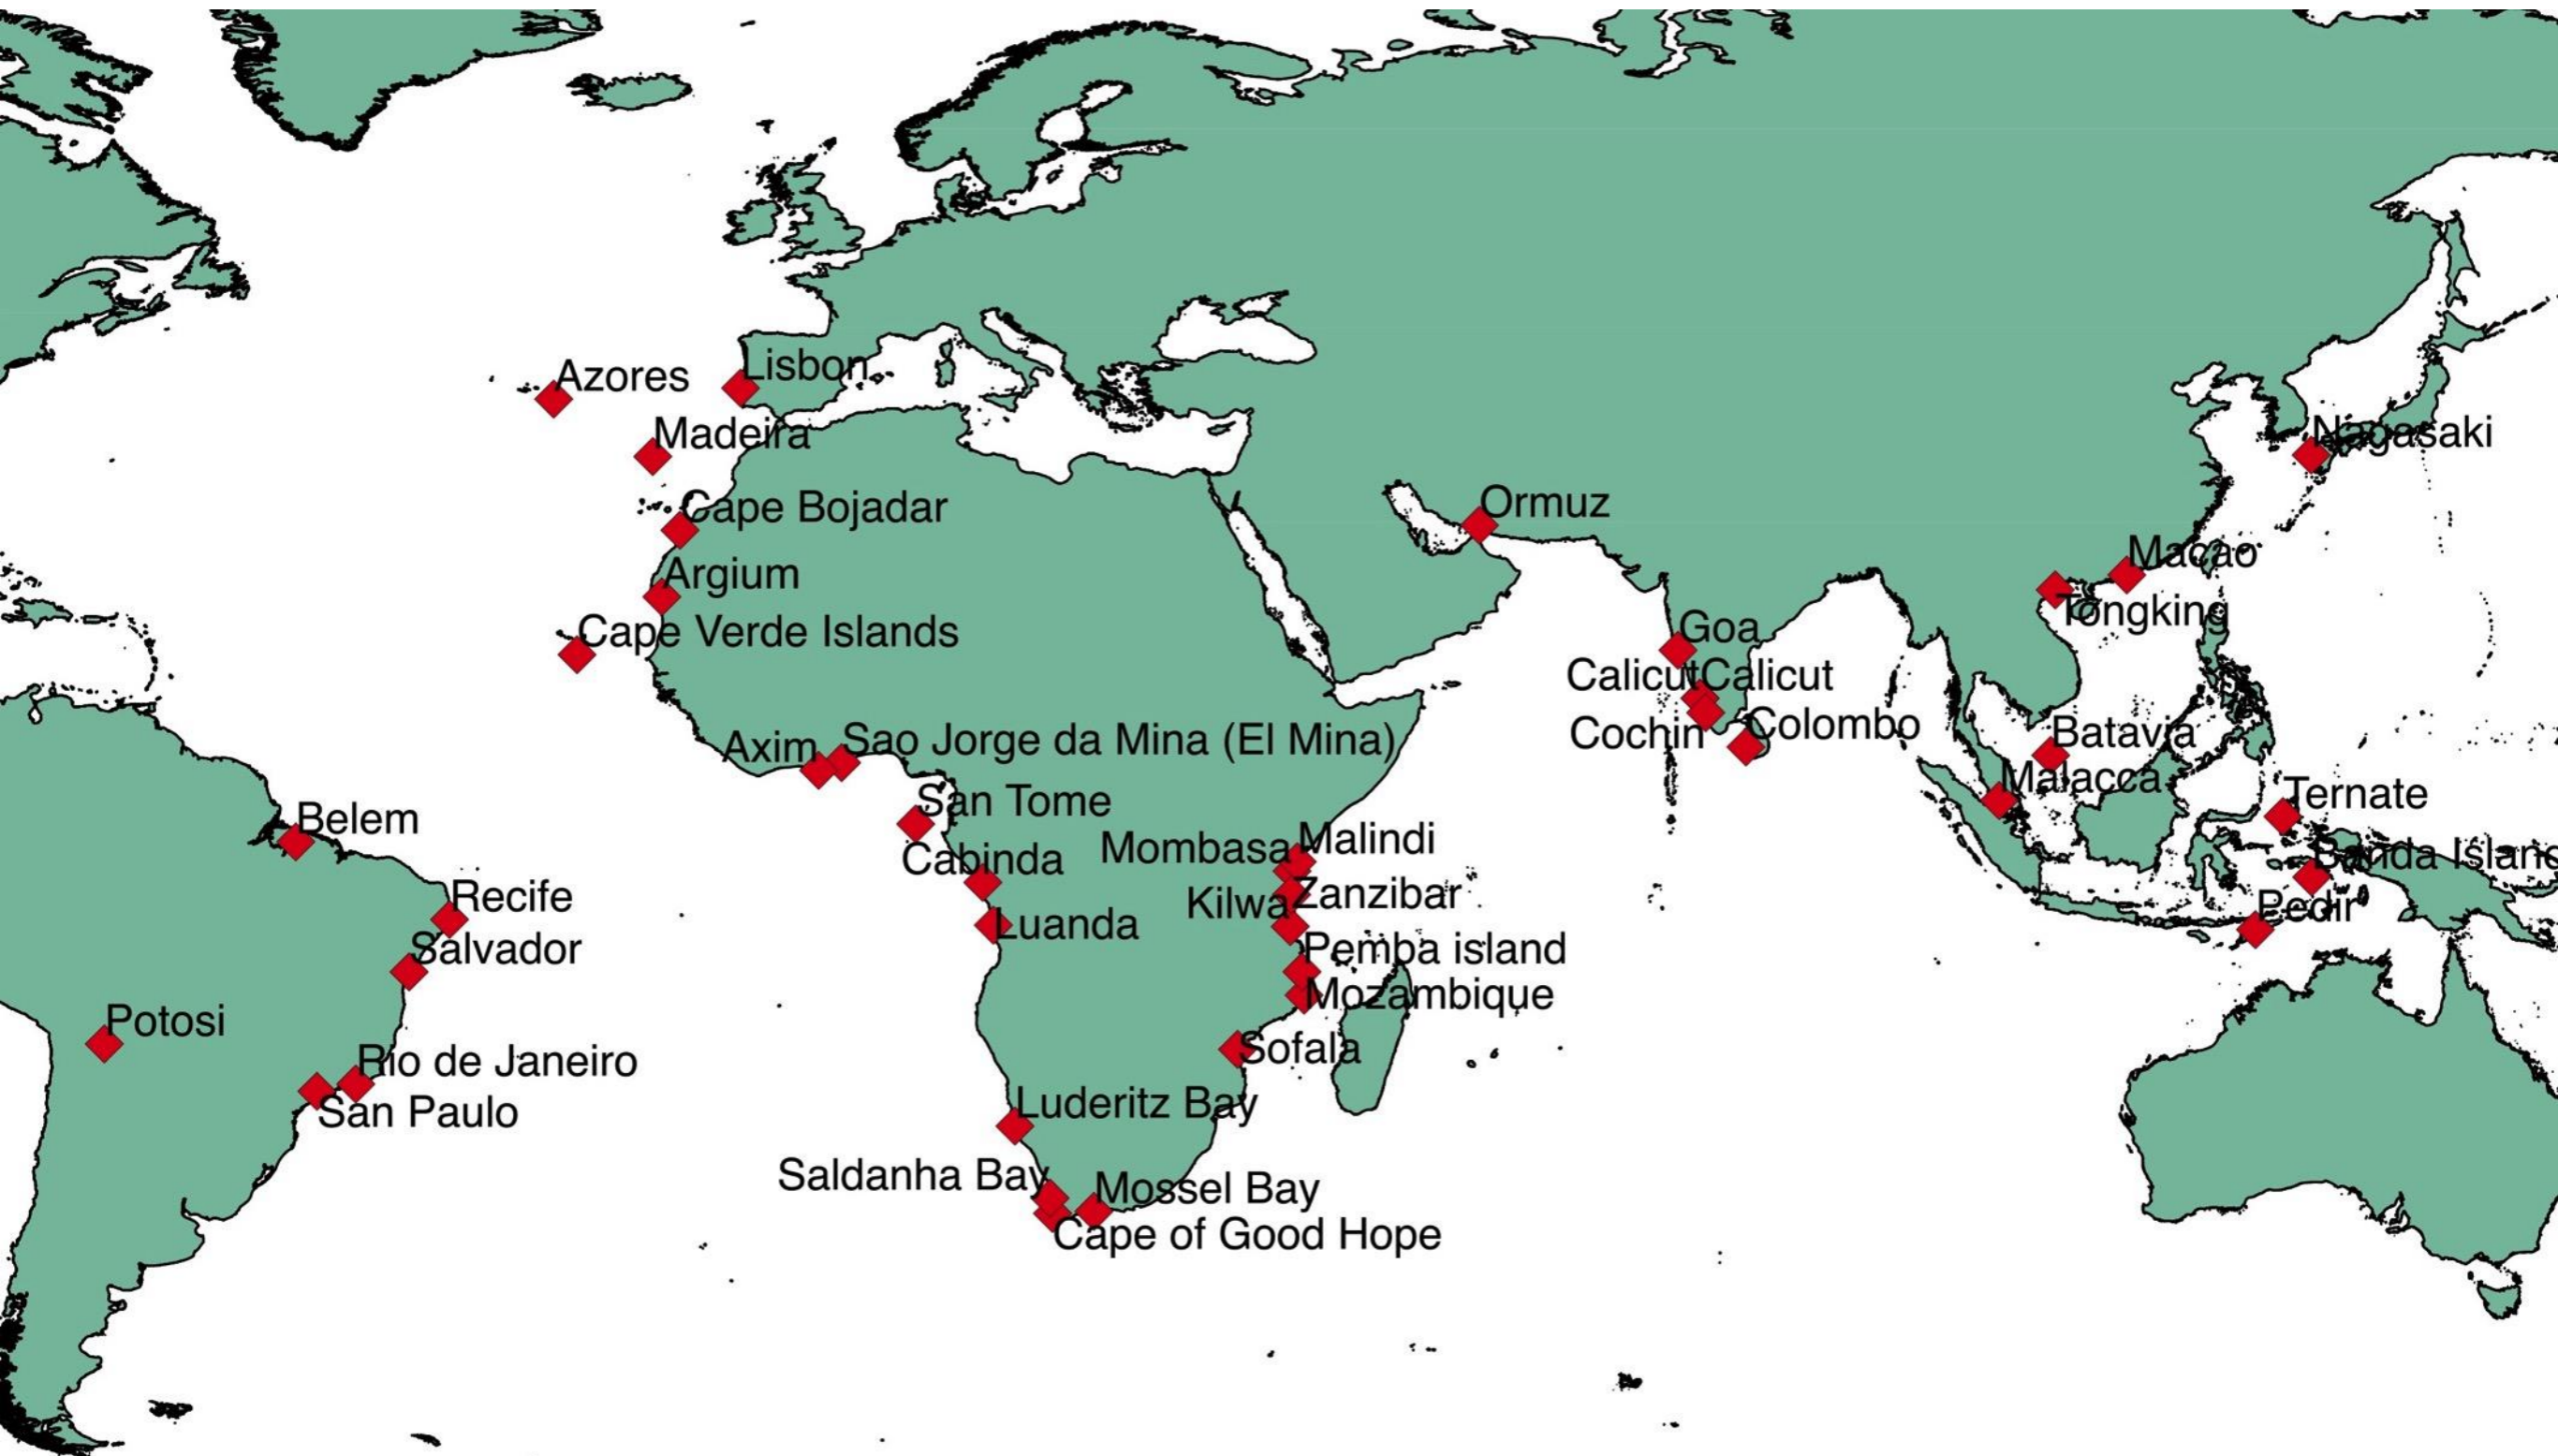 Azores
Lisbon
Madeira
Nagasaki
Cape Bojadar
Ormuz
Argium
Macao
Tongking
Cape Verde Islands
Goa
Calicut
Calicut
Cochin
Colombo
Axim
Sao Jorge da Mina (El Mina)
Batavia
Malacca
Ternate
San Tome
Belem
Cabinda
Mombasa
Malindi
Banda Island
Recife
Kilwa
Zanzibar
Pedir
Luanda
Salvador
Pemba island
Mozambique
Potosi
Sofala
Rio de Janeiro
San Paulo
Luderitz Bay
Saldanha Bay
Mossel Bay
Cape of Good Hope